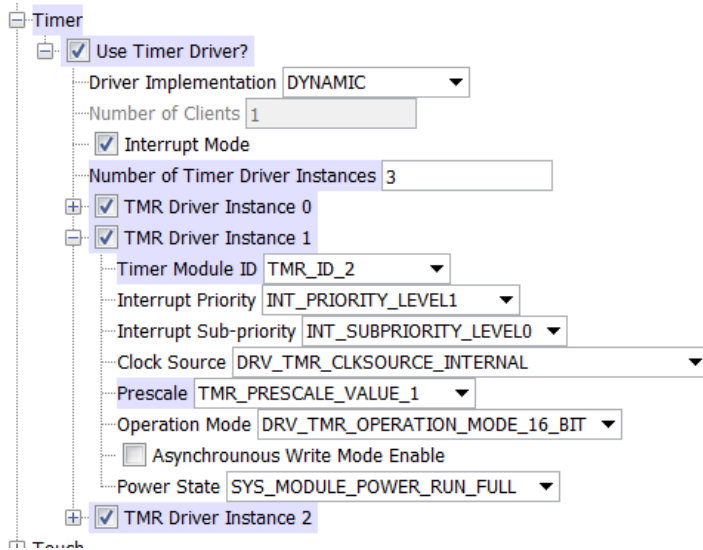 Timer
Use Timer Driver?
Driver Implementation DYNAMIC
Number of Clients 1
Interrupt Mode
Number of Timer Driver Instances 3
TMR Driver Instance 0
TMR Driver Instance 1
Timer Module ID TMR_ID_2
Interrupt Priority INT_PRIORITY_LEVEL1
Interrupt Sub-priority INT_SUBPRIORITY_LEVEL0
Clock Source DRV_TMR_CLKSOURCE_INTERNAL
Prescale TMR_PRESCALE_VALUE_1
Operation Mode DRV_TMR_OPERATION_MODE_16_BIT
Asynchrounous Write Mode Enable
Power State SYS_MODULE_POWER_RUN_FULL
TMR Driver Instance 2
Touch